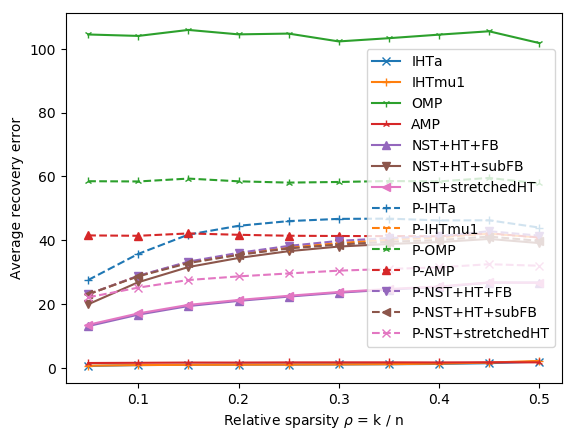 100
80
60
40
20
0
Average recovery error
0.1
0.2
0.3
0.4
0.5
Relative sparsity ρ = k / n
IHTa
IHTmu1
OMP
AMP
NST+HT+FB
NST+HT+subFB
NST+stretchedHT
P-IHTa
P-IHTmu1
P-OMP
P-AMP
P-NST+HT+FB
P-NST+HT+subFB
P-NST+stretchedHT